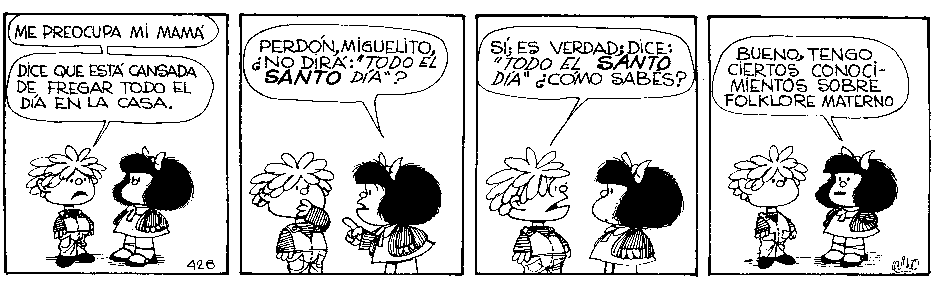 ME PREOCUPA MI MAMÁ
DICE QUE ESTÁ CANSADA
DE FREGAR TODO EL
DÍA EN LA CASA.
426
PERDÓN, MIGUELITO,
¿NO DIRÁ: "TODO EL
SANTO DÍA"?
SÍ; ES VERDAD; DICE:
"TODO EL SANTO
DÍA" ¿CÓMO SABES?
BUENO, TENGO
CIERTOS CONOCI-
MIENTOS SOBRE
FOLKLORE MATERNO